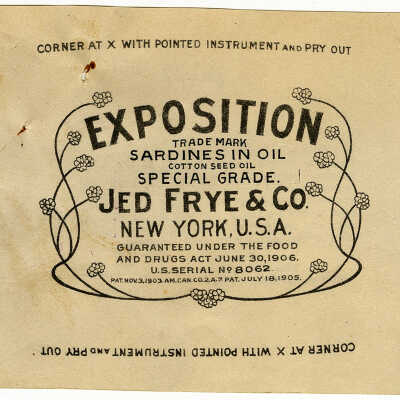 CORNER AT X WITH POINTED INSTRUMENT AND PRY OUT
EXPOSITION
TRADE MARK
SARDINES IN OIL
COTTON SEED OIL
SPECIAL GRADE.
JED FRYE & CO.
NEW YORK, U.S.A.
GUARANTEED UNDER THE FOOD
AND DRUGS ACT JUNE 30, 1906.
U.S. SERIAL Nº 8062
PAT. NOV. 3, 1903. AM. CAN. CO. 2. A. ? PAT. JULY 18, 1905.
CORNER AT X WITH POINTED INSTRUMENT AND PRY OUT